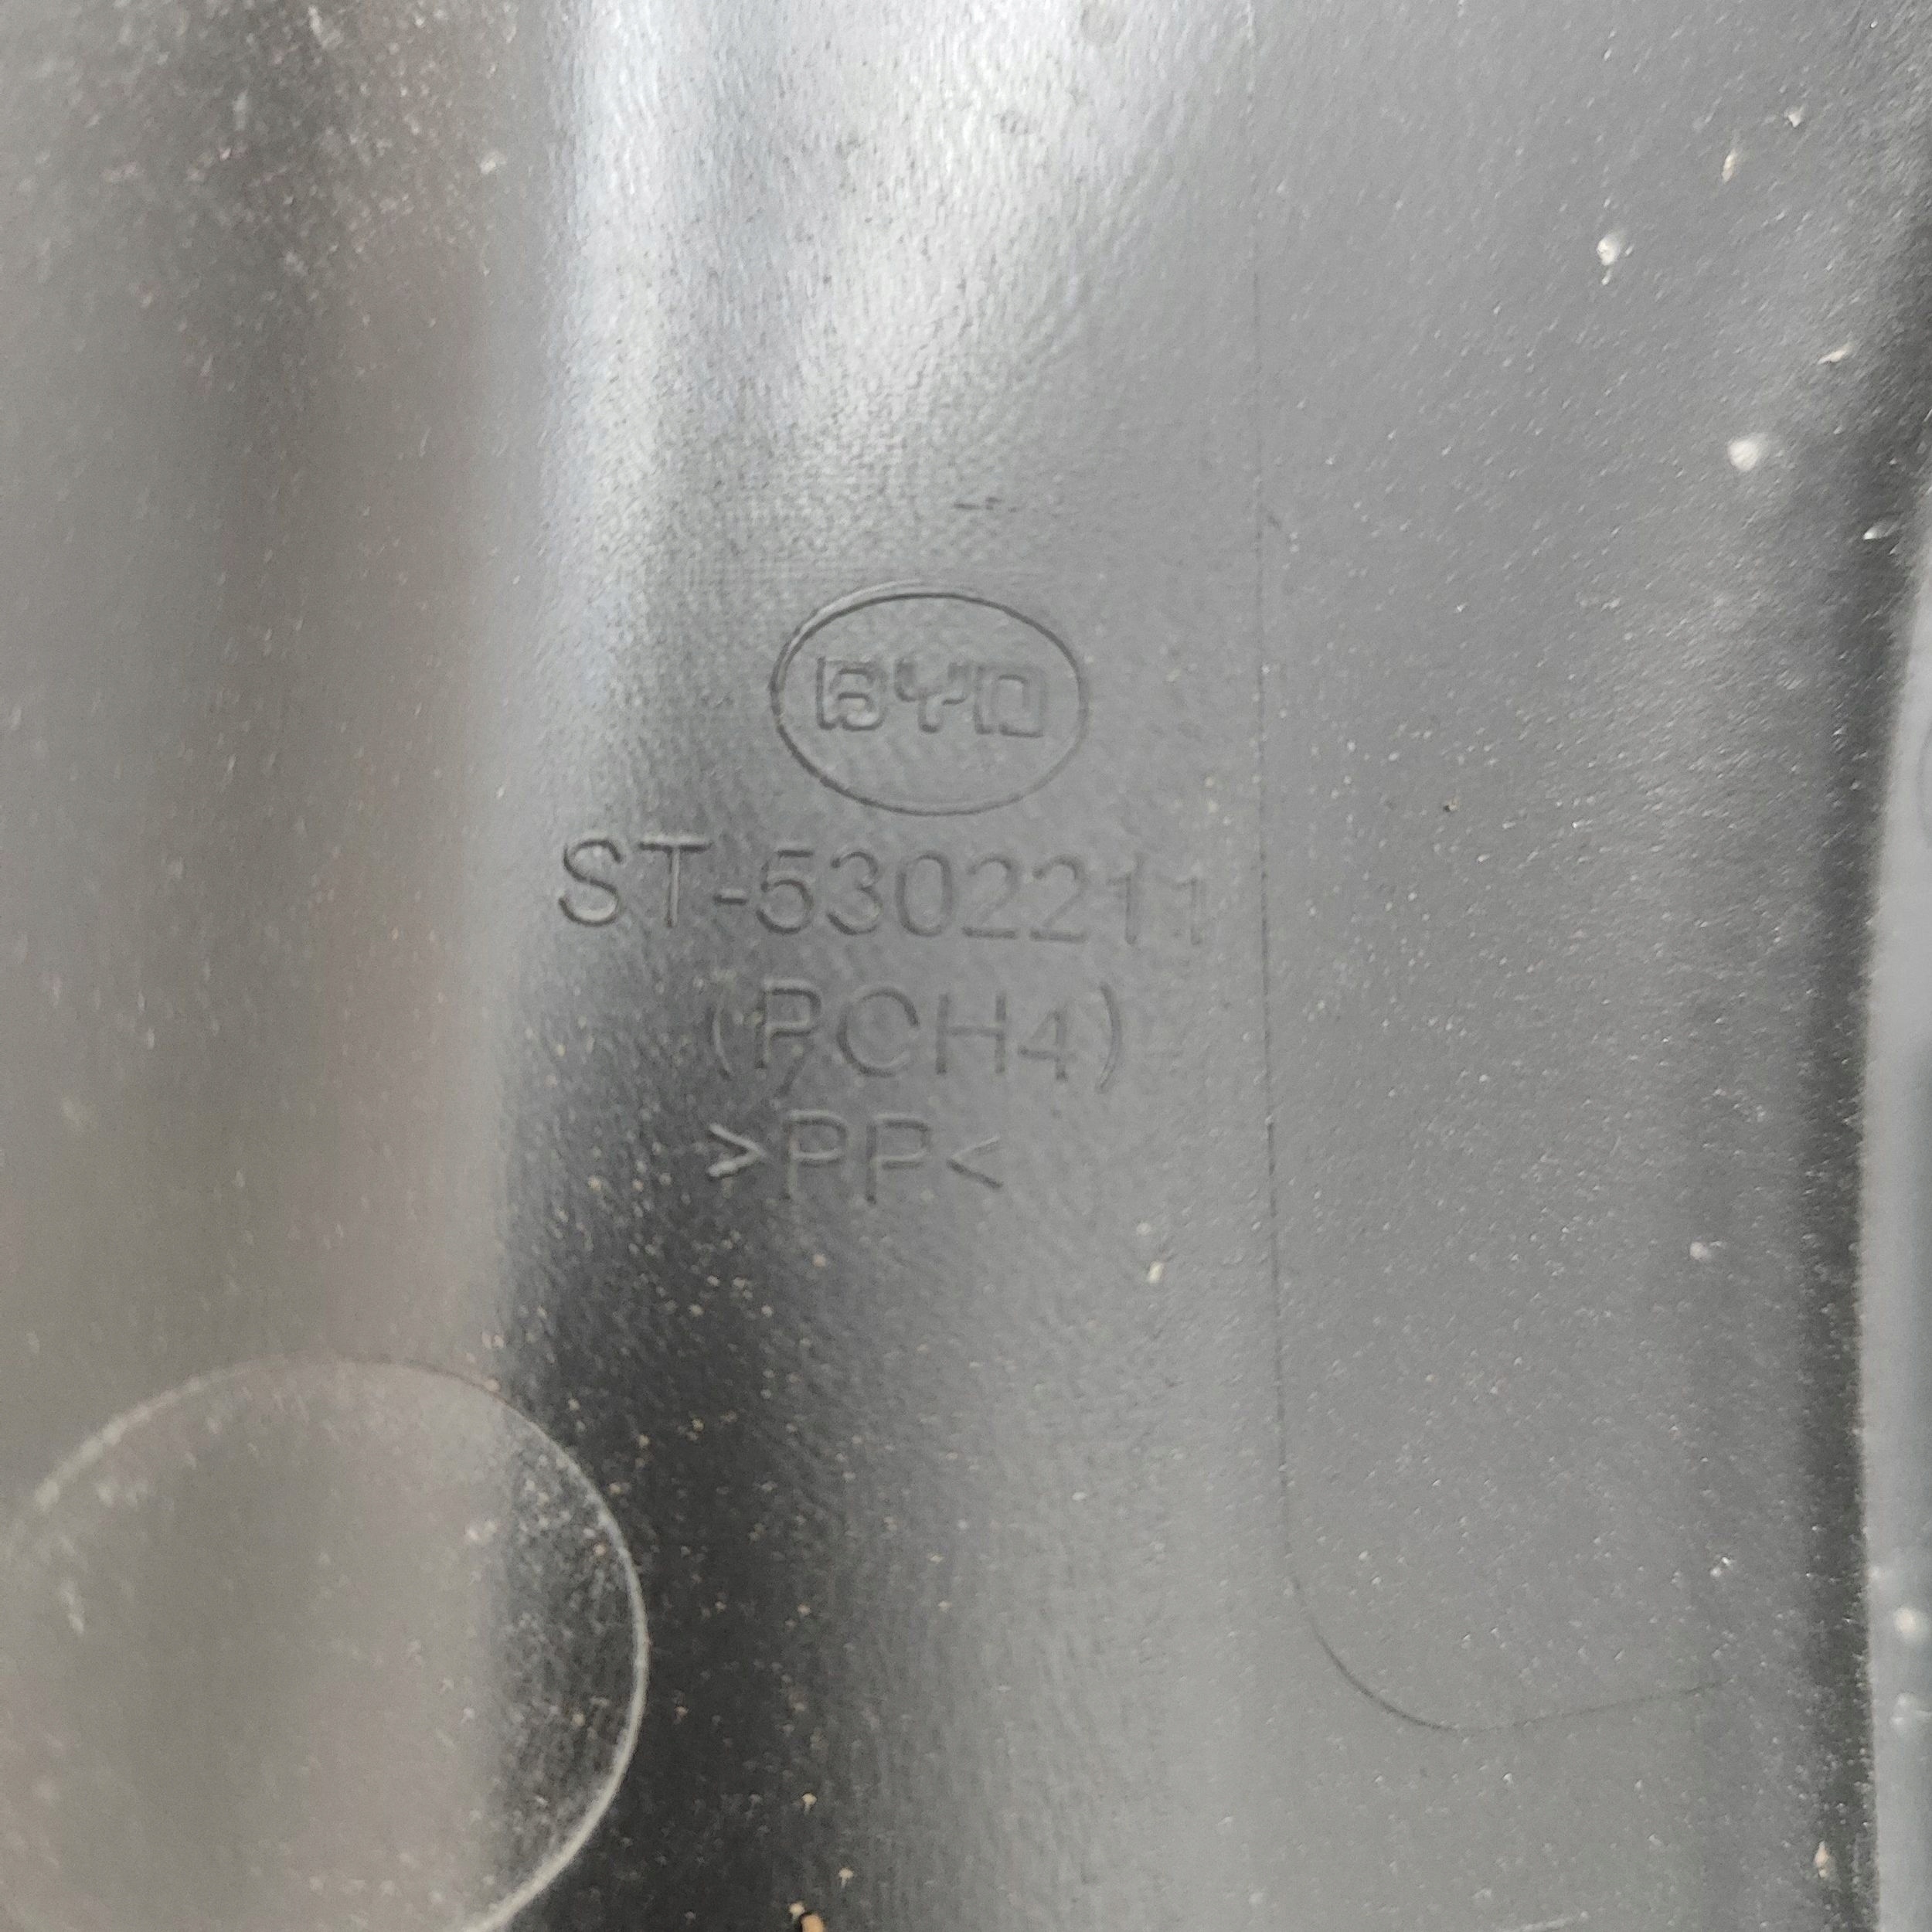 BYD
ST-5302211
(PCH4)
>PP<